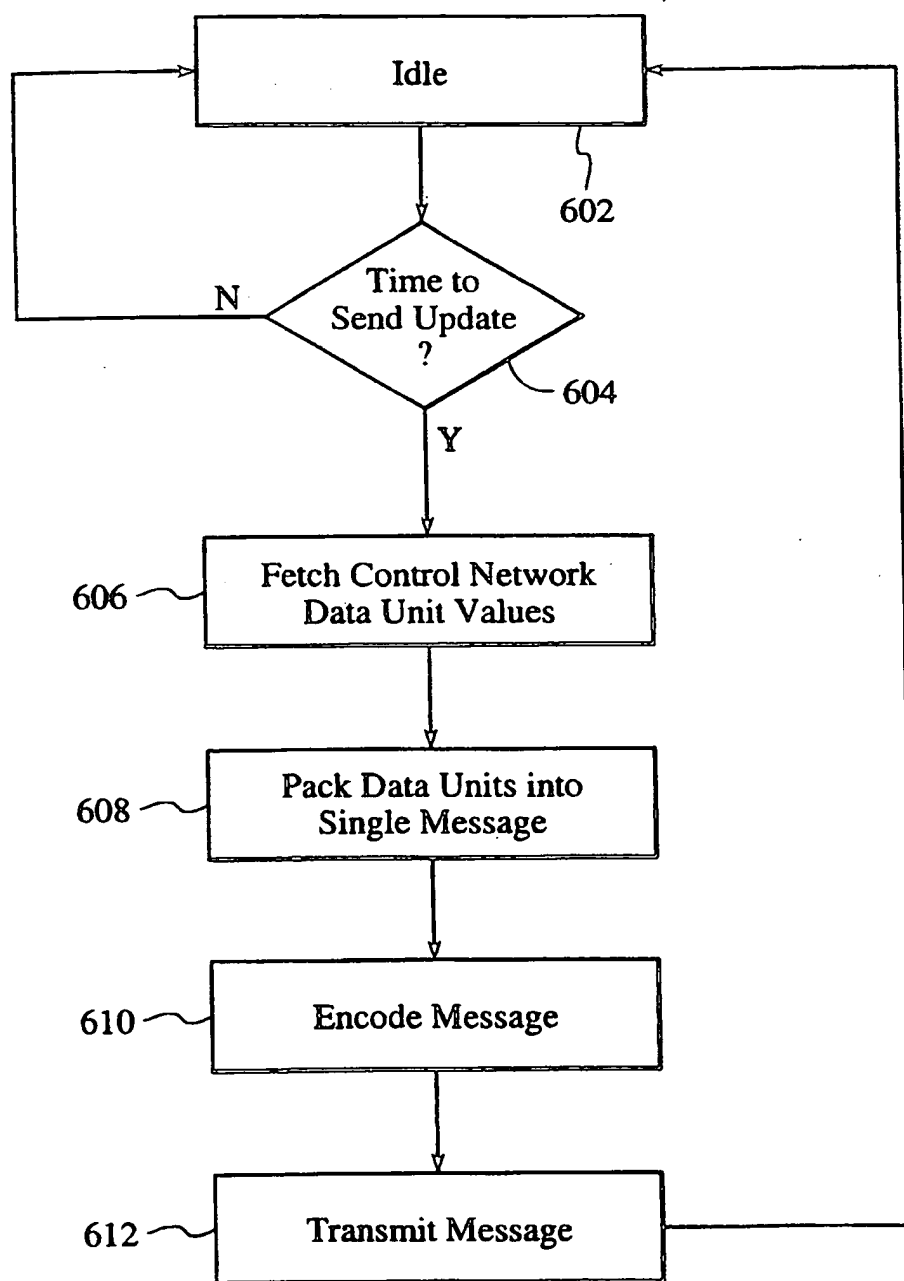 Idle
602
Time to
Send Update
?
604
N
Y
Fetch Control Network
Data Unit Values
606
Pack Data Units into
Single Message
608
Encode Message
610
Transmit Message
612